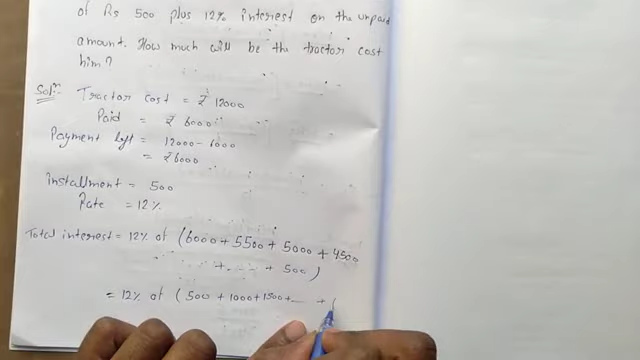 of Rs 500 plus 12% interest on the unpaid
amount. How much will be the tractor cost
him?
Solⁿ: Tractor cost = ₹ 12000
Paid = ₹ 6000
Payment left = 12000 - 6000
= ₹ 6000
installment = 500
Rate = 12%
Total interest = 12% of (6000 + 5500 + 5000 + 4500
+ ..... + 500)
= 12% of (500 + 1000 + 1500 + ...... +